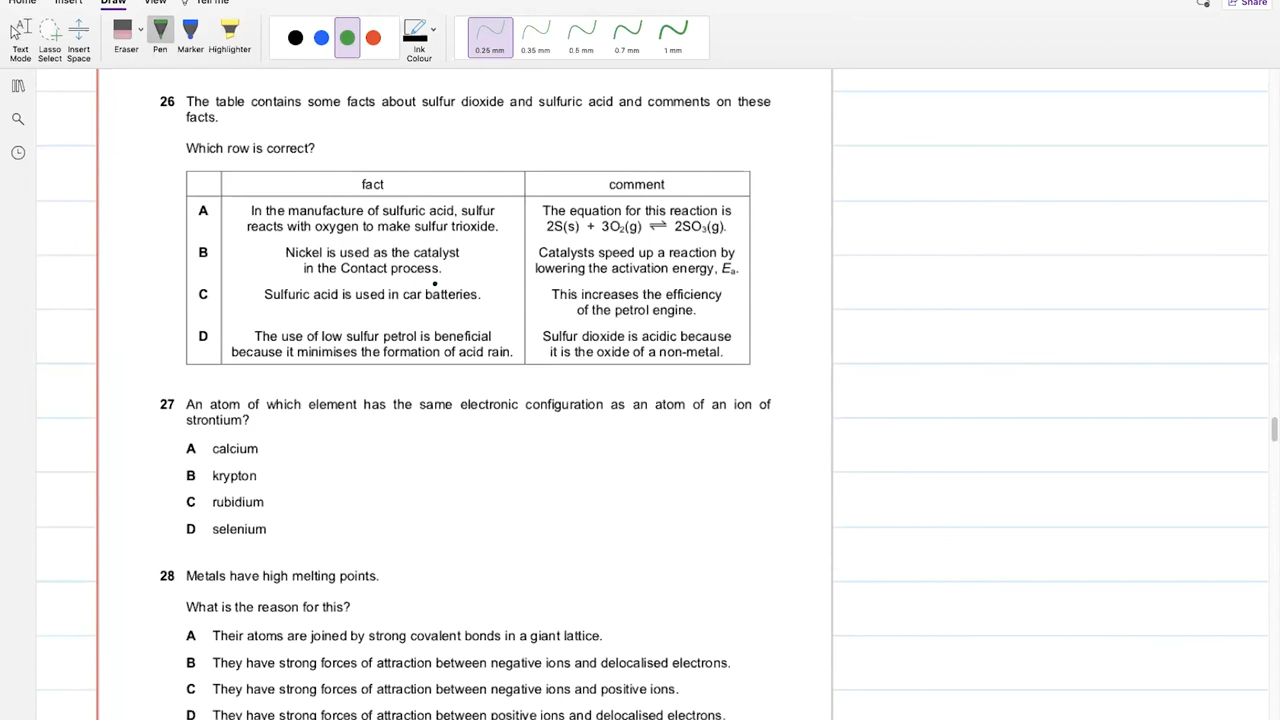 Home Insert Draw View Tell me
Share
Text Mode
Lasso Select
Insert Space
Eraser
Pen
Marker
Highlighter
Ink Colour
0.25 mm
0.35 mm
0.5 mm
0.7 mm
1 mm
26 The table contains some facts about sulfur dioxide and sulfuric acid and comments on these
facts.
Which row is correct?
fact comment
A In the manufacture of sulfuric acid, sulfur The equation for this reaction is
reacts with oxygen to make sulfur trioxide. 2S(s) + 3O₂(g) ⇌ 2SO₃(g).
B Nickel is used as the catalyst Catalysts speed up a reaction by
in the Contact process. lowering the activation energy, Eₐ.
C Sulfuric acid is used in car batteries. This increases the efficiency
of the petrol engine.
D The use of low sulfur petrol is beneficial Sulfur dioxide is acidic because
because it minimises the formation of acid rain. it is the oxide of a non-metal.
27 An atom of which element has the same electronic configuration as an atom of an ion of
strontium?
A calcium
B krypton
C rubidium
D selenium
28 Metals have high melting points.
What is the reason for this?
A Their atoms are joined by strong covalent bonds in a giant lattice.
B They have strong forces of attraction between negative ions and delocalised electrons.
C They have strong forces of attraction between negative ions and positive ions.
D They have strong forces of attraction between positive ions and delocalised electrons.